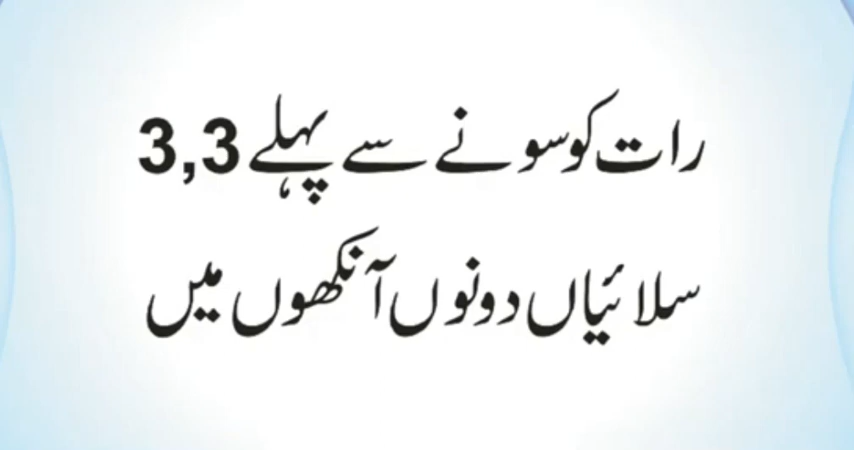 رات کو سونے سے پہلے 3,3
سلائیاں دونوں آنکھوں میں